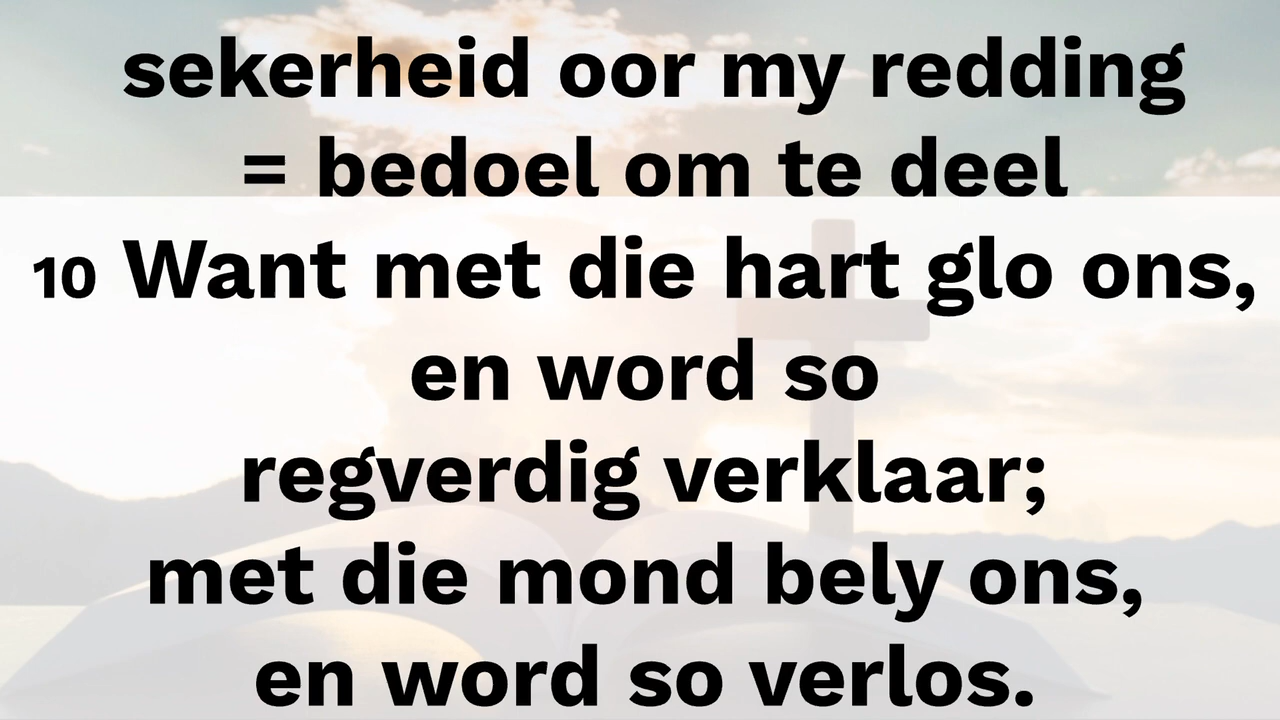 sekerheid oor my redding
= bedoel om te deel
10 Want met die hart glo ons,
en word so
regverdig verklaar;
met die mond bely ons,
en word so verlos.